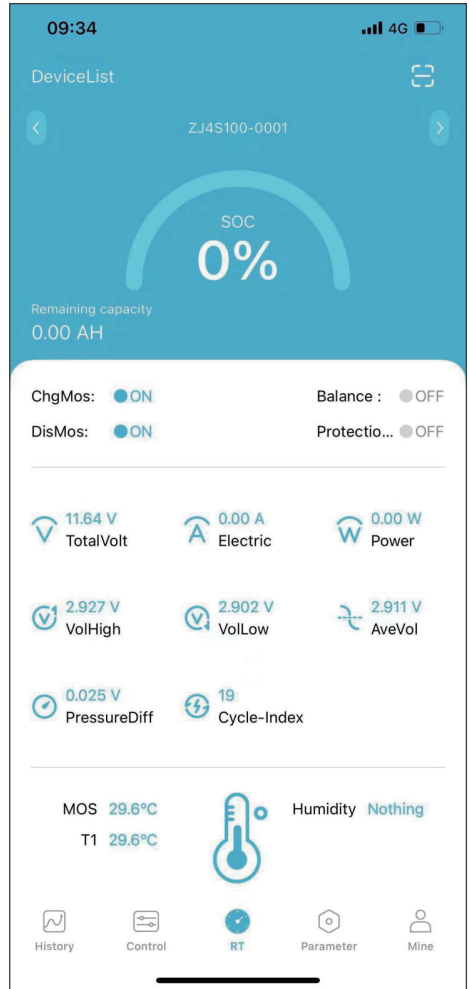 09:34 4G
DeviceList
ZJ4S100-0001
SOC
0%
Remaining capacity
0.00 AH
ChgMos: ON Balance : OFF
DisMos: ON Protectio... OFF
11.64 V 0.00 A 0.00 W
V TotalVolt A Electric W Power
2.927 V 2.902 V 2.911 V
V VolHigh V VolLow AveVol
0.025 V 19
PressureDiff Cycle-Index
MOS 29.6ºC Humidity Nothing
T1 29.6ºC
History Control RT Parameter Mine